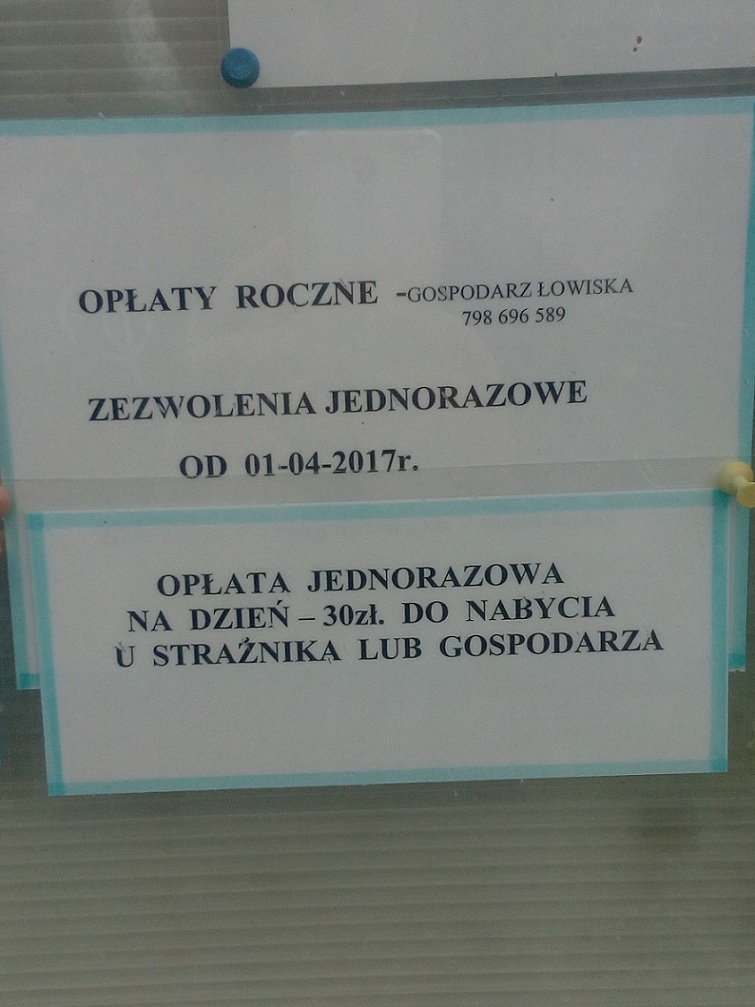 OPŁATY ROCZNE -GOSPODARZ ŁOWISKA
798 696 589
ZEZWOLENIA JEDNORAZOWE
OD 01-04-2017r.
OPŁATA JEDNORAZOWA
NA DZIEŃ – 30zł. DO NABYCIA
U STRAŻNIKA LUB GOSPODARZA